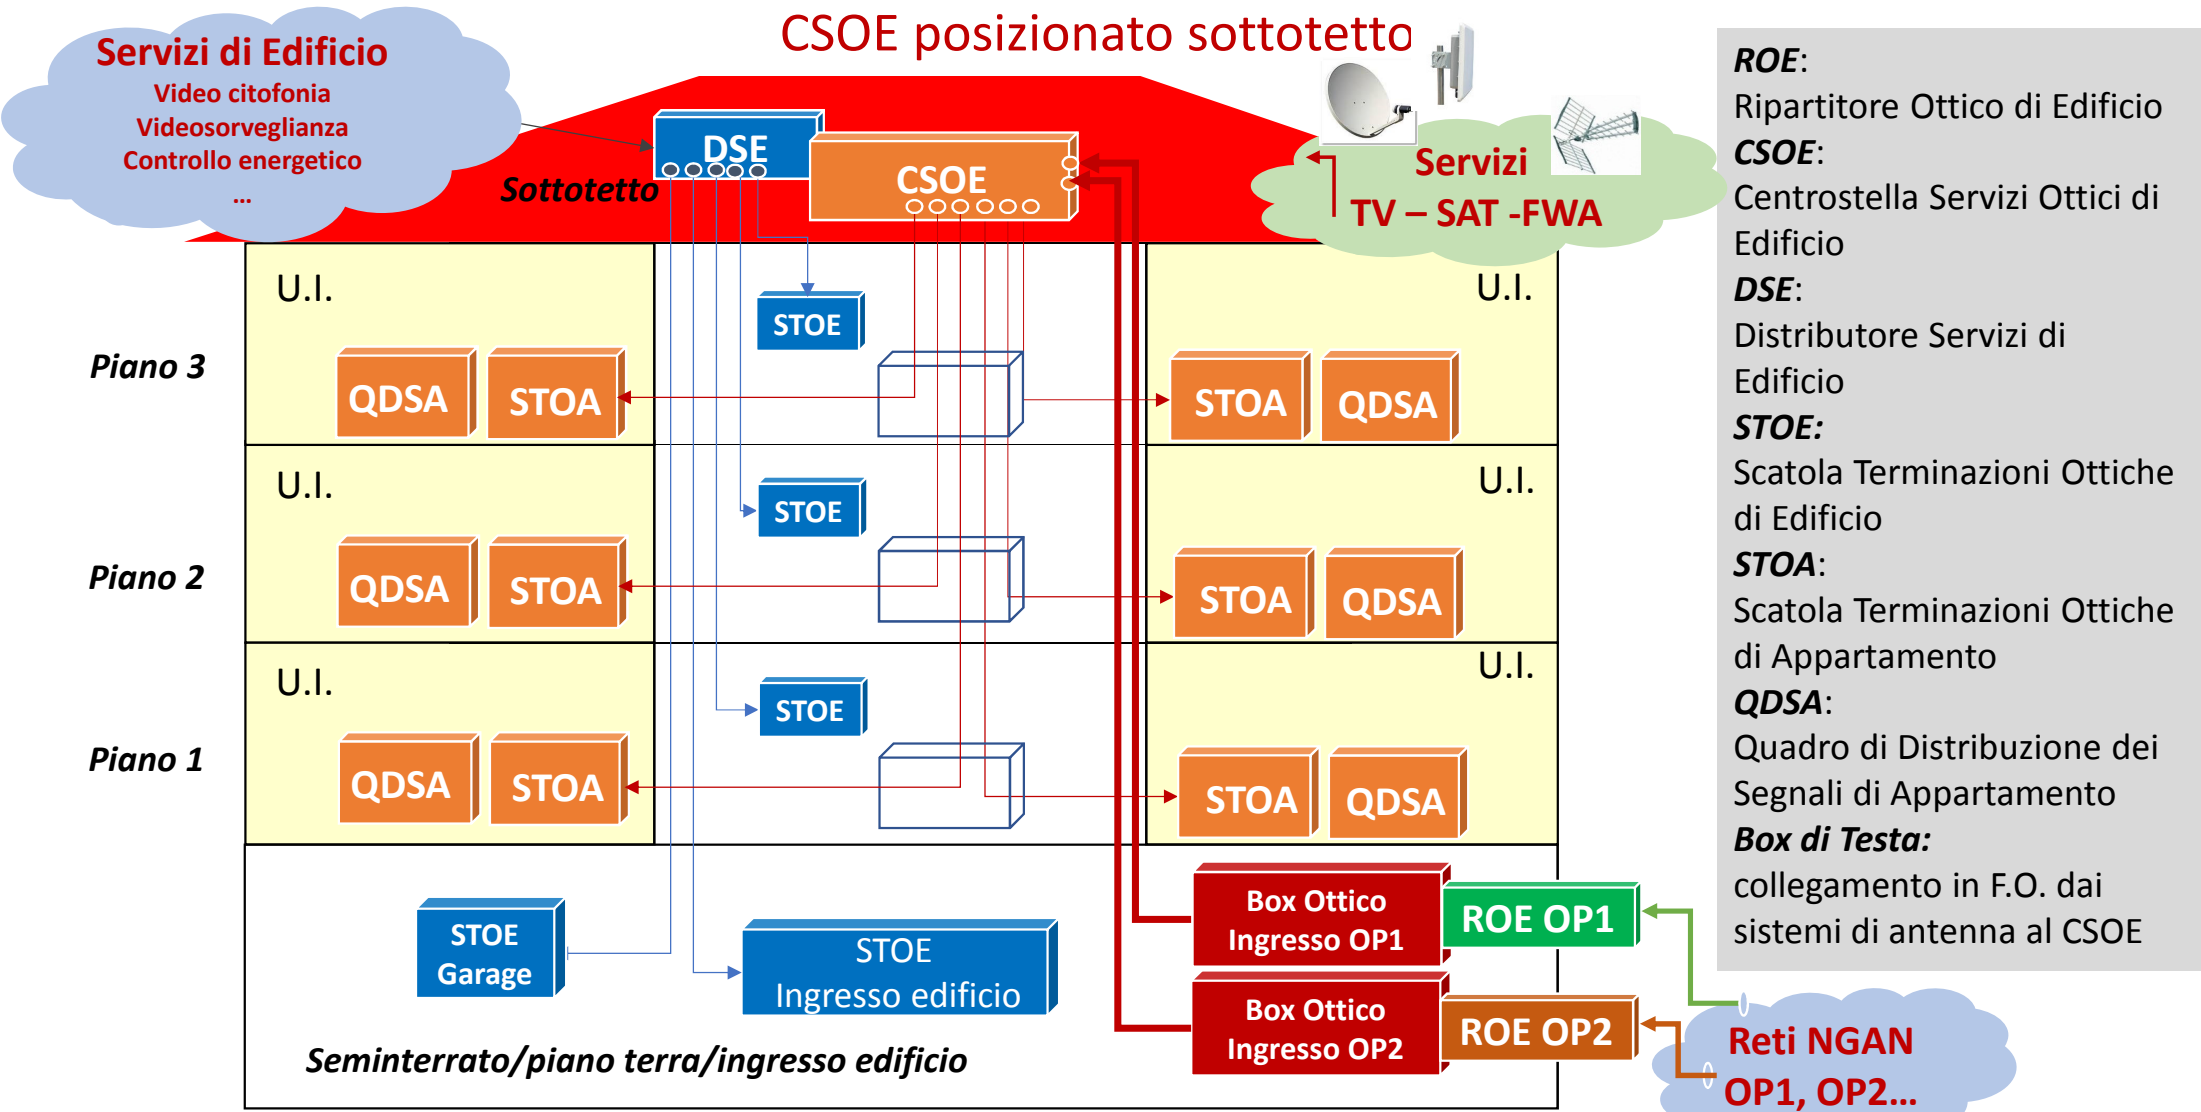 CSOE posizionato sottotetto
Servizi di Edificio
Video citofonia
Videosorveglianza
Controllo energetico
...
DSE
CSOE
Sottotetto
Servizi
TV – SAT -FWA
U.I.
U.I.
STOE
Piano 3
QDSA
STOA
STOA
QDSA
U.I.
U.I.
STOE
Piano 2
QDSA
STOA
STOA
QDSA
U.I.
U.I.
STOE
Piano 1
QDSA
STOA
STOA
QDSA
STOE
Garage
STOE
Ingresso edificio
Box Ottico
Ingresso OP1
ROE OP1
Box Ottico
Ingresso OP2
ROE OP2
Seminterrato/piano terra/ingresso edificio
Reti NGAN
OP1, OP2...
ROE:
Ripartitore Ottico di Edificio
CSOE:
Centrostella Servizi Ottici di
Edificio
DSE:
Distributore Servizi di
Edificio
STOE:
Scatola Terminazioni Ottiche
di Edificio
STOA:
Scatola Terminazioni Ottiche
di Appartamento
QDSA:
Quadro di Distribuzione dei
Segnali di Appartamento
Box di Testa:
collegamento in F.O. dai
sistemi di antenna al CSOE